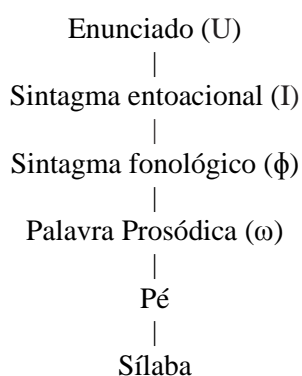 Enunciado (U)
Sintagma entoacional (I)
Sintagma fonológico (ϕ)
Palavra Prosódica (ω)
Pé
Sílaba